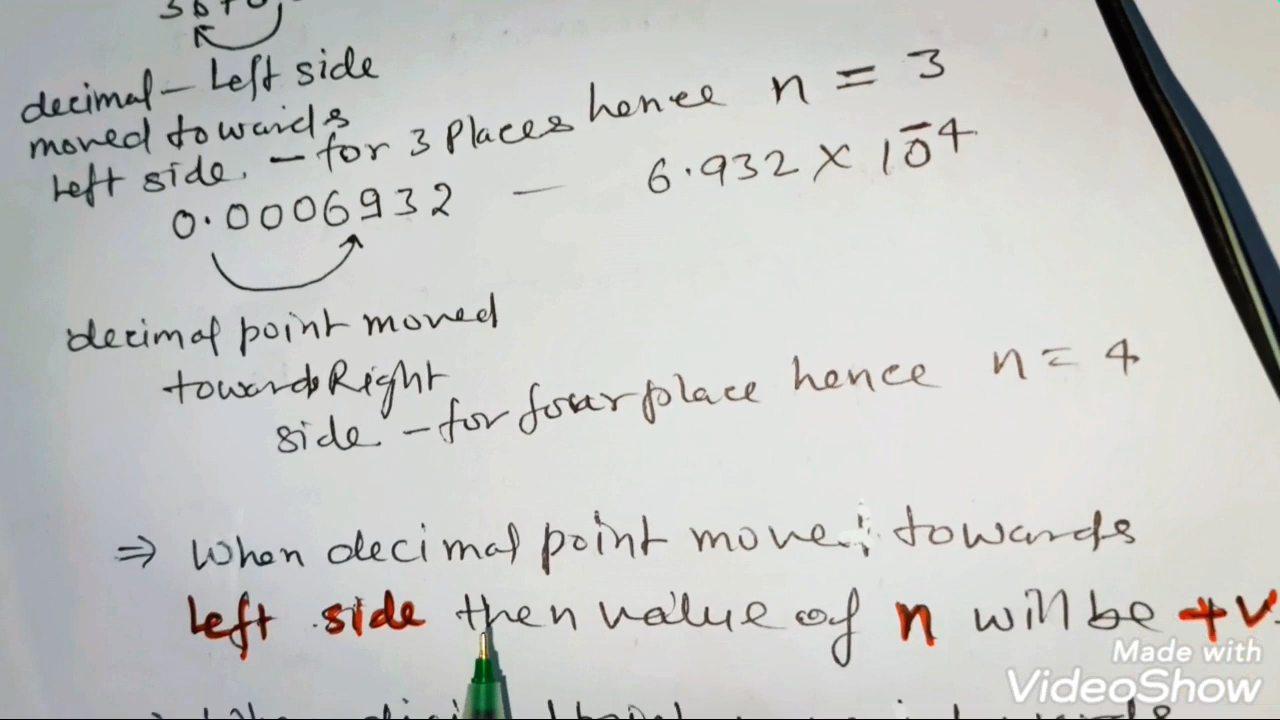 decimal - Left side
moved towards
Left side. - for 3 Places hence n = 3
0.0006932 — 6.932 × 10⁻⁴
decimal point moved
towards Right
side - for four place hence n = 4
⇒ When decimal point move towards
left side then value of n will be +v
Made with
VideoShow